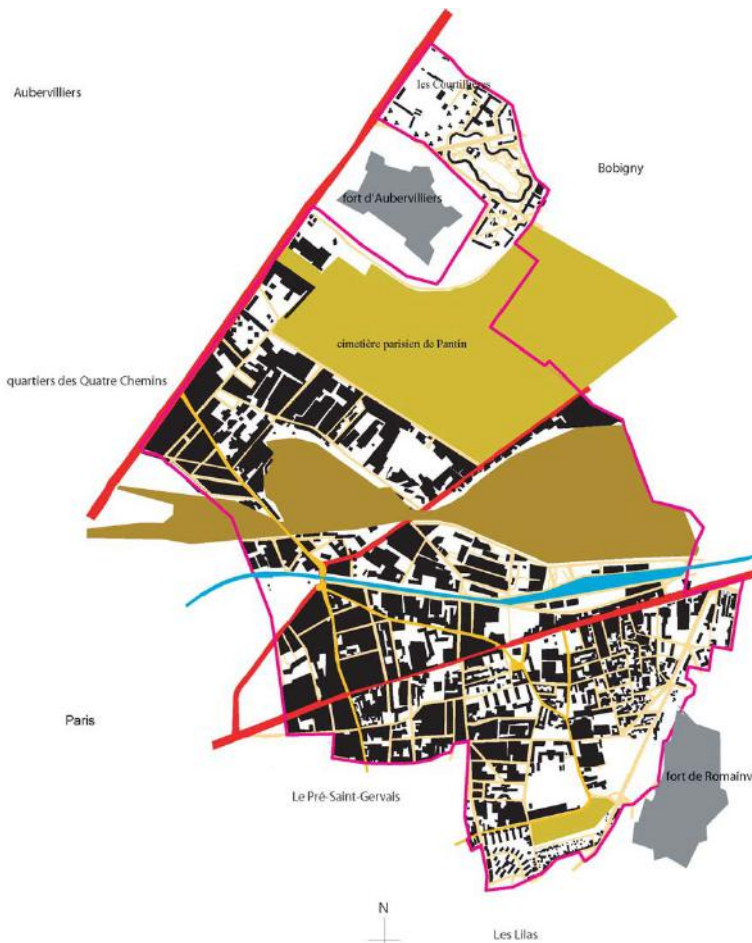 les Courtillères
Aubervilliers
Bobigny
fort d'Aubervilliers
cimetière parisien de Pantin
quartiers des Quatre Chemins
Paris
fort de Romainv
Le Pré-Saint-Gervais
N
Les Lilas